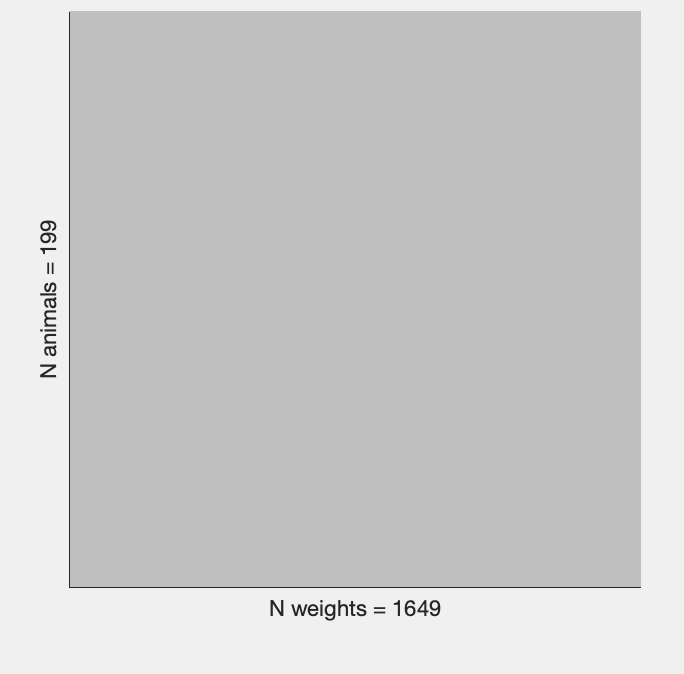 N animals = 199
N weights = 1649